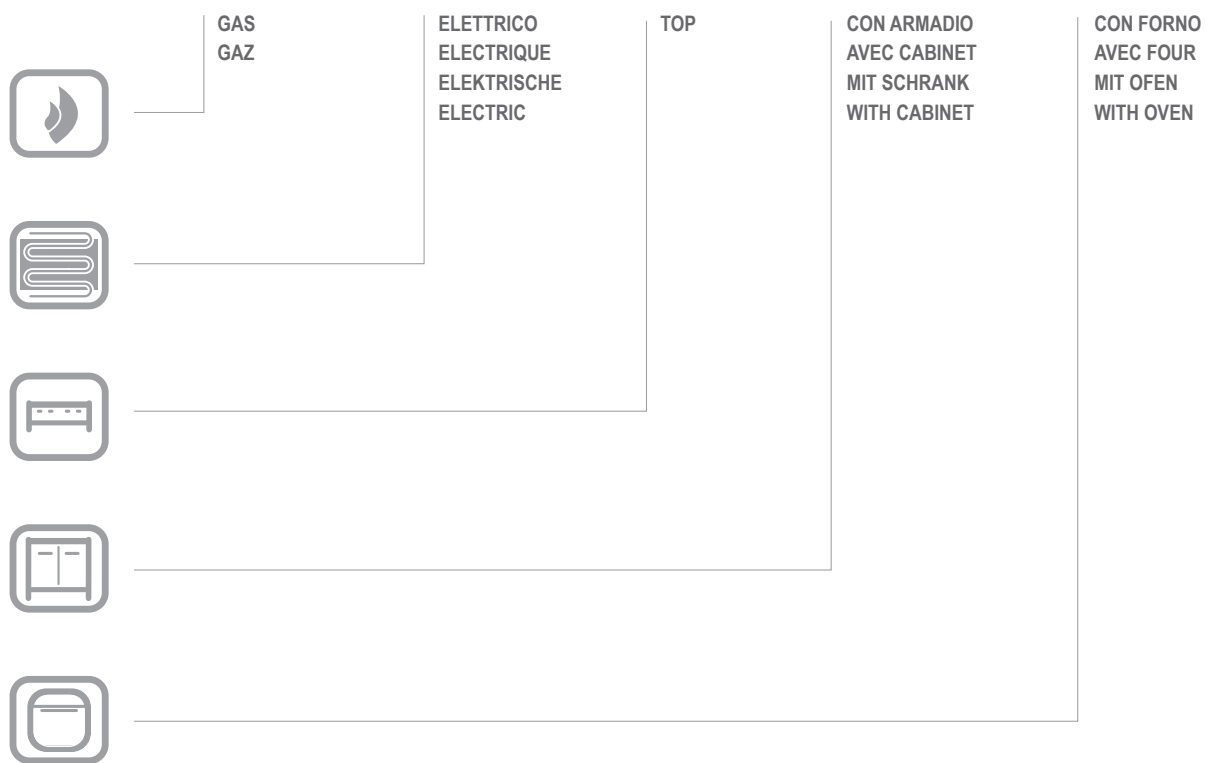 GAS
GAZ
ELETTRICO
ELECTRIQUE
ELEKTRISCHE
ELECTRIC
TOP
CON ARMADIO
AVEC CABINET
MIT SCHRANK
WITH CABINET
CON FORNO
AVEC FOUR
MIT OFEN
WITH OVEN